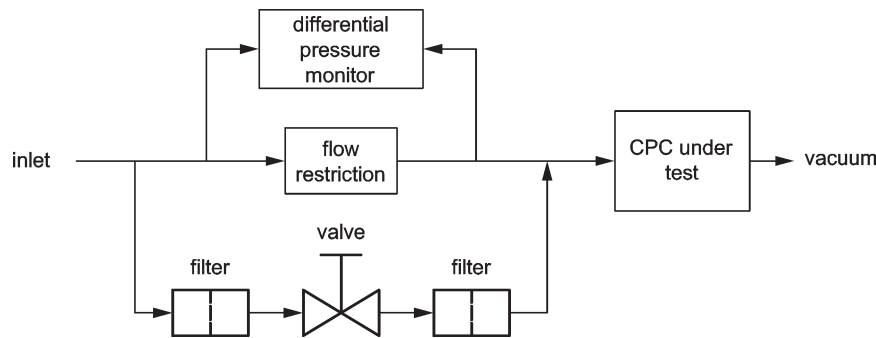 differential
pressure
monitor
inlet
flow
restriction
CPC under
test
vacuum
valve
filter
filter